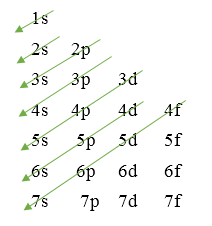 1s
2s 2p
3s 3p 3d
4s 4p 4d 4f
5s 5p 5d 5f
6s 6p 6d 6f
7s 7p 7d 7f